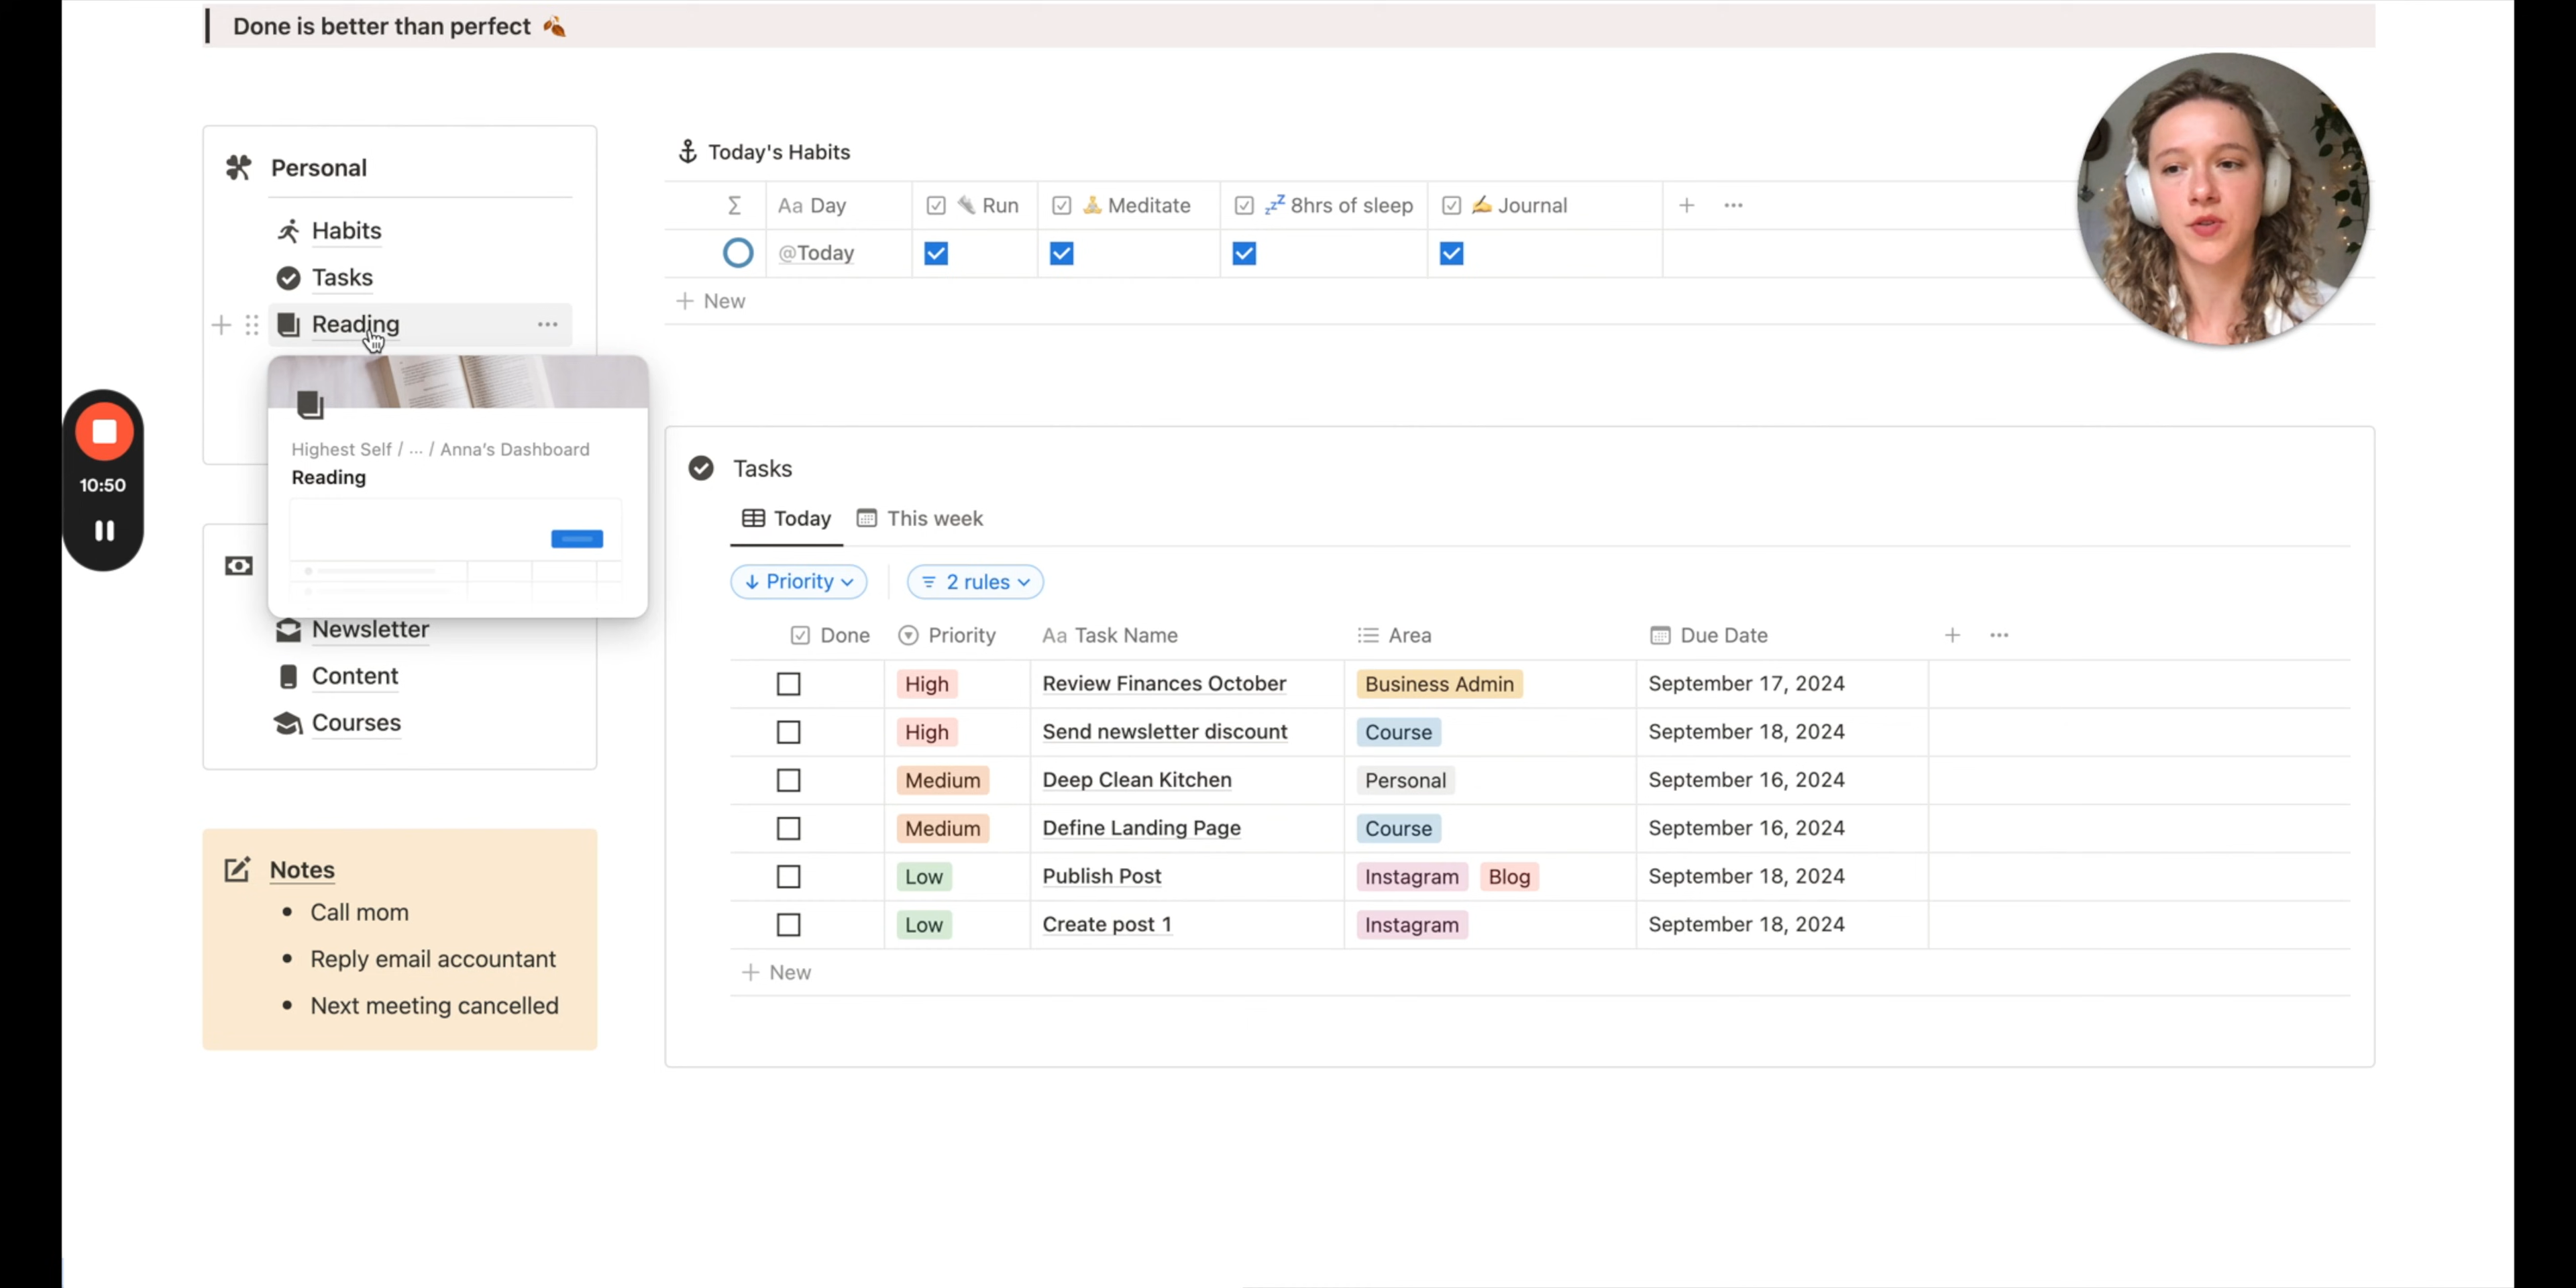 Done is better than perfect
Personal
Habits
Tasks
Reading
Highest Self / ... / Anna's Dashboard
Reading
10:50
Newsletter
Content
Courses
Notes
• Call mom
• Reply email accountant
• Next meeting cancelled
Today's Habits
Σ Aa Day Run Meditate 8hrs of sleep Journal + ...
@Today
+ New
Tasks
Today This week
↓ Priority 2 rules
Done Priority Aa Task Name Area Due Date + ...
High Review Finances October Business Admin September 17, 2024
High Send newsletter discount Course September 18, 2024
Medium Deep Clean Kitchen Personal September 16, 2024
Medium Define Landing Page Course September 16, 2024
Low Publish Post Instagram Blog September 18, 2024
Low Create post 1 Instagram September 18, 2024
+ New